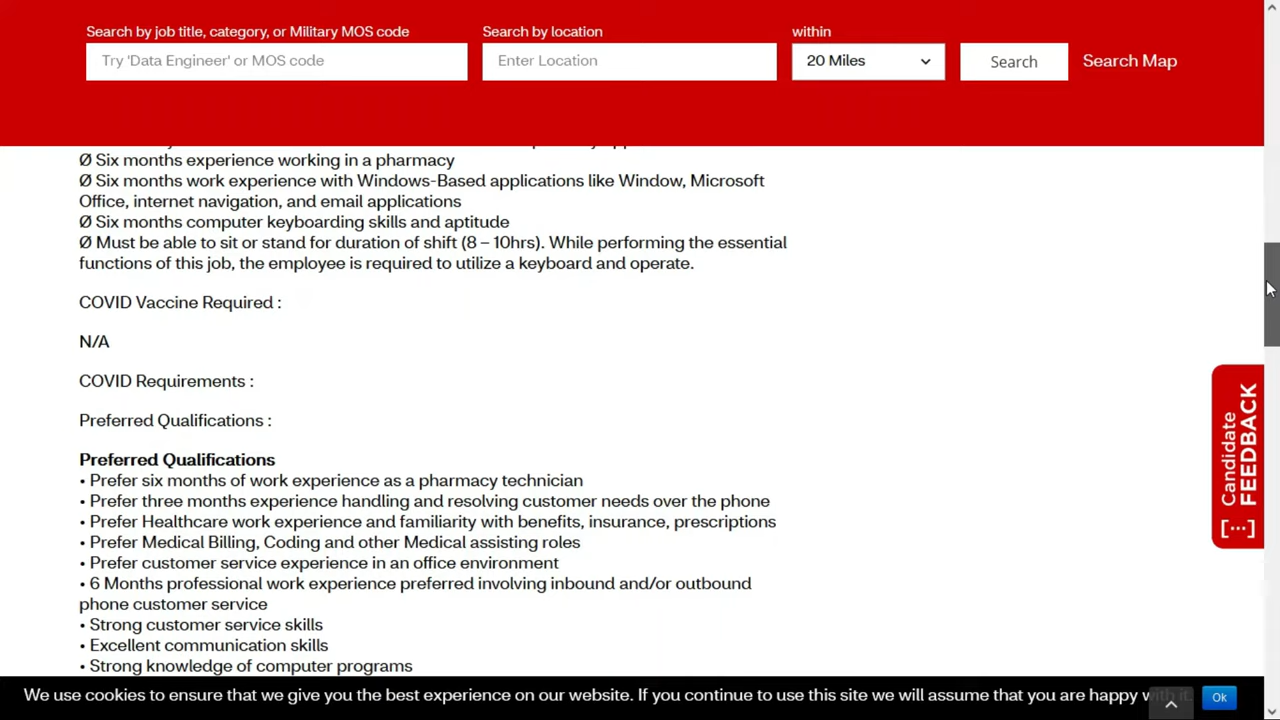 Search by job title, category, or Military MOS code
Search by location
within
Try 'Data Engineer' or MOS code
Enter Location
20 Miles
Search
Search Map
Ø Six months experience working in a pharmacy
Ø Six months work experience with Windows-Based applications like Window, Microsoft
Office, internet navigation, and email applications
Ø Six months computer keyboarding skills and aptitude
Ø Must be able to sit or stand for duration of shift (8 – 10hrs). While performing the essential
functions of this job, the employee is required to utilize a keyboard and operate.
COVID Vaccine Required :
N/A
COVID Requirements :
Preferred Qualifications :
Preferred Qualifications
• Prefer six months of work experience as a pharmacy technician
• Prefer three months experience handling and resolving customer needs over the phone
• Prefer Healthcare work experience and familiarity with benefits, insurance, prescriptions
• Prefer Medical Billing, Coding and other Medical assisting roles
• Prefer customer service experience in an office environment
• 6 Months professional work experience preferred involving inbound and/or outbound
phone customer service
• Strong customer service skills
• Excellent communication skills
• Strong knowledge of computer programs
Candidate
FEEDBACK
[···]
We use cookies to ensure that we give you the best experience on our website. If you continue to use this site we will assume that you are happy with it.
Ok